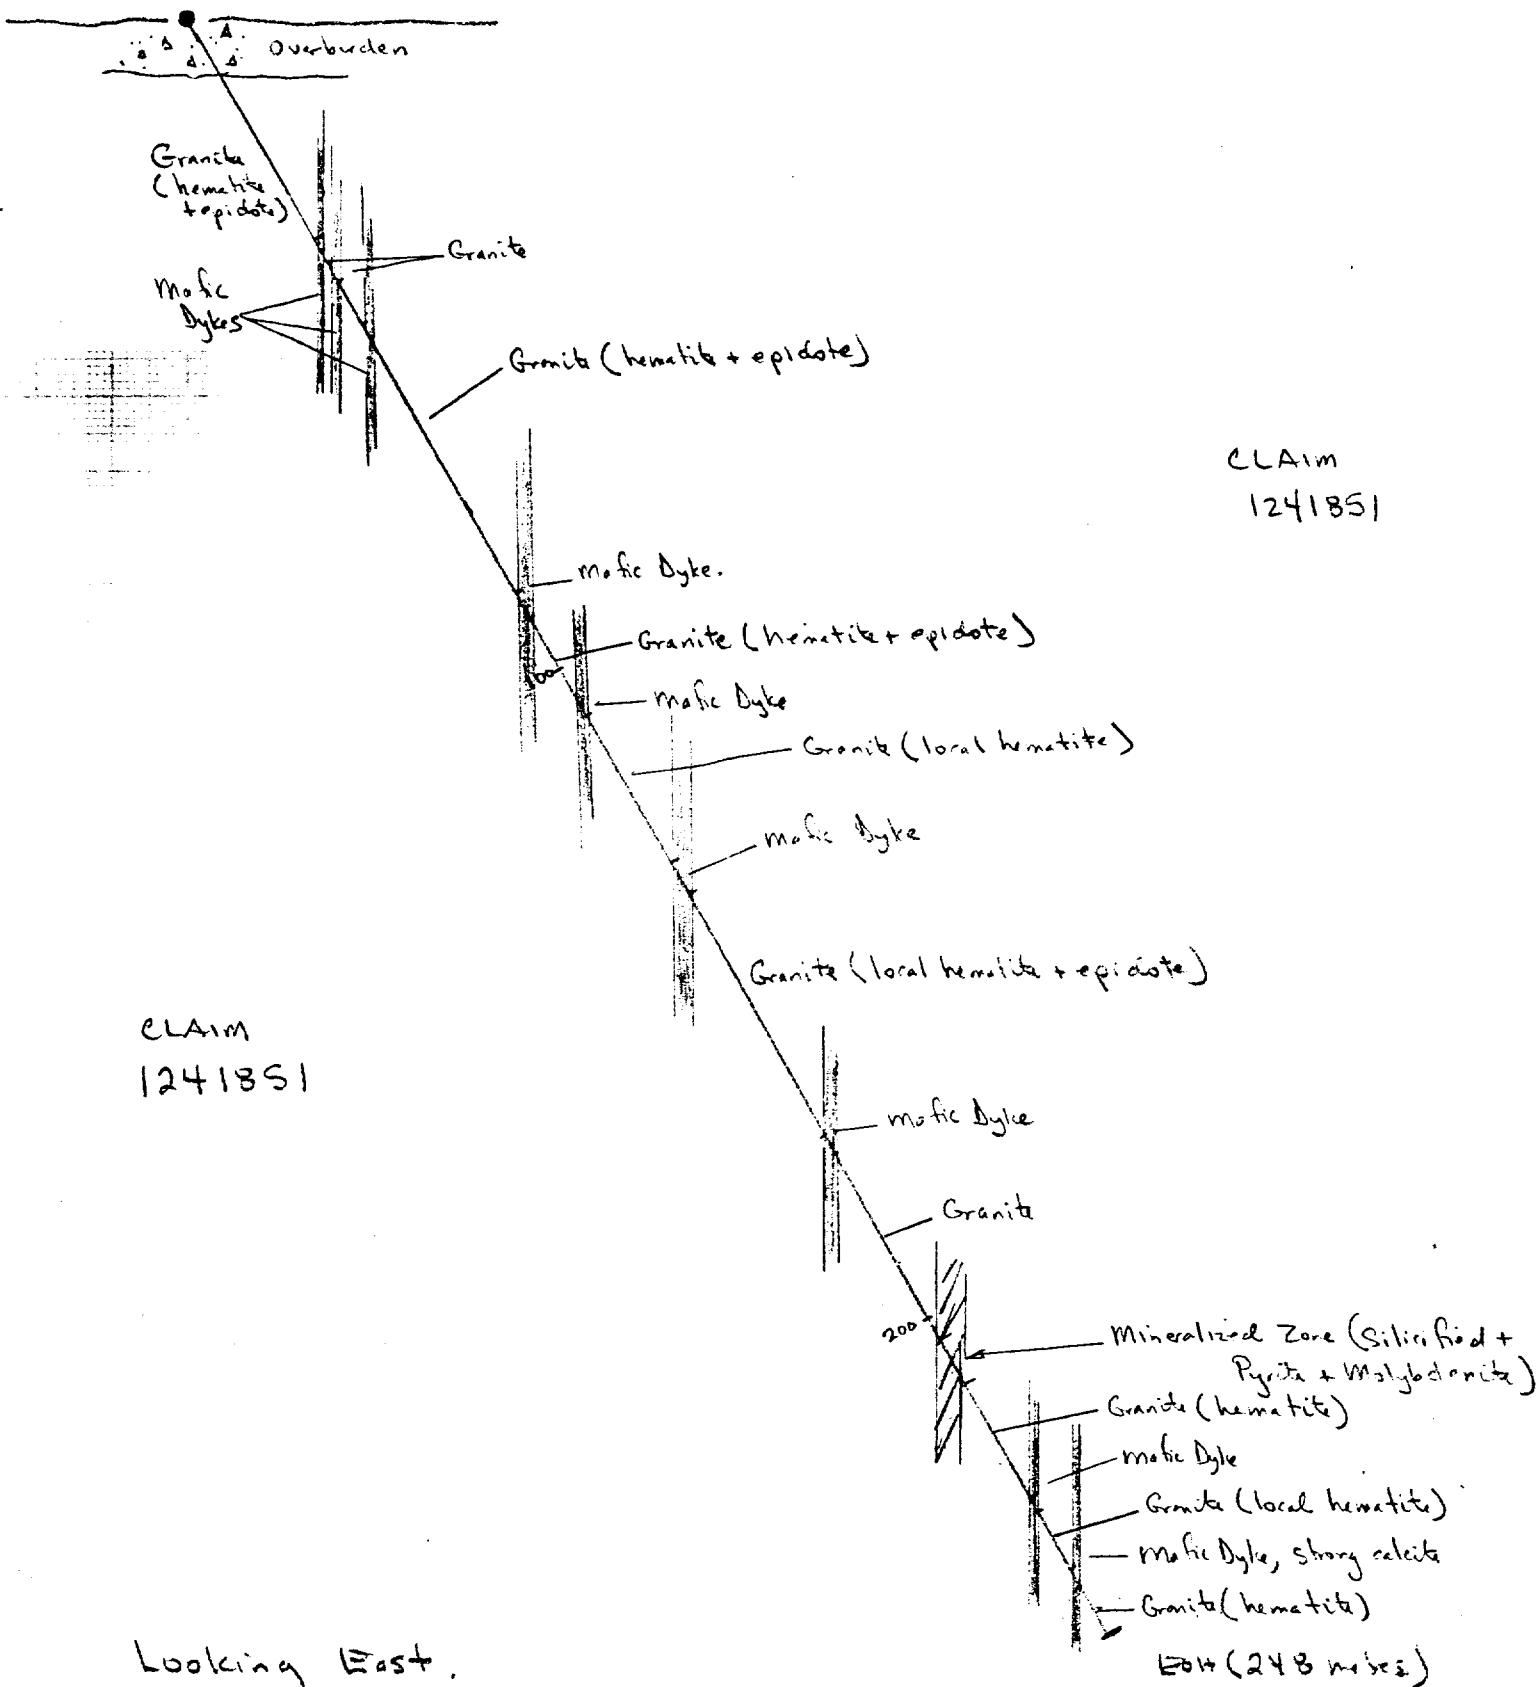 Overburden
Granite
(hematite
+epidote)
Granite
Mafic
Dykes
Granite (hematite + epidote)
CLAIM
1241851
Mafic Dyke.
Granite (hematite + epidote)
100
Mafic Dyke
Granite (local hematite)
Mafic Dyke
Granite (local hematite + epidote)
CLAIM
1241851
Mafic Dyke
Granite
200
Mineralized Zone (Silicified +
Pyrite + Molybdenite)
Granite (hematite)
Mafic Dyke
Granite (local hematite)
Mafic Dyke, strong calcite
Granite (hematite)
Looking East.
EOH (248 metres)